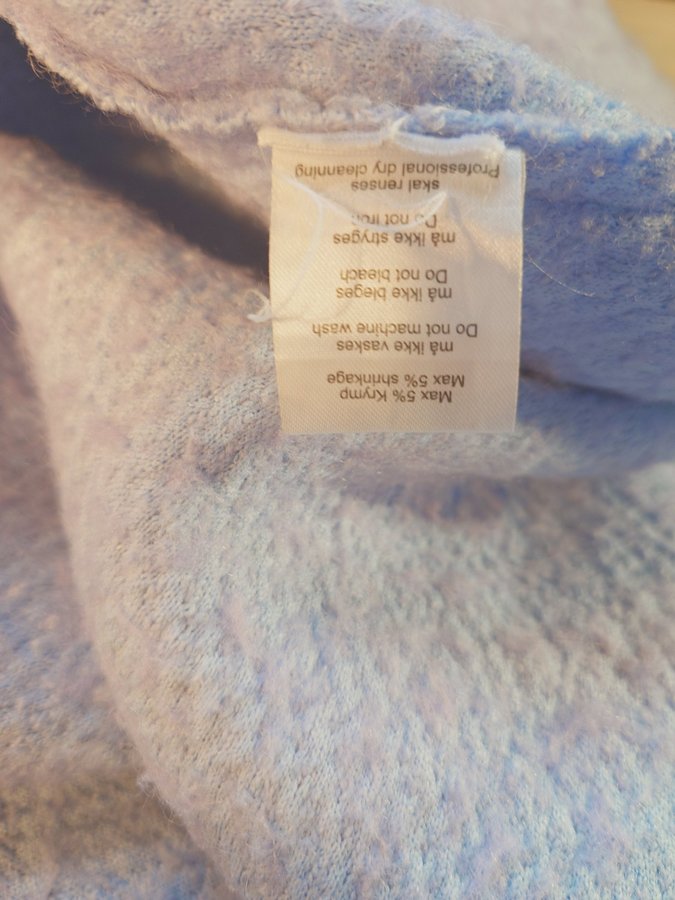 Max 5% Krymp
Max 5% shrinkage
må ikke vaskes
Do not machine wash
må ikke bleges
Do not bleach
må ikke stryges
Do not iron
skal renses
Professional dry cleanning